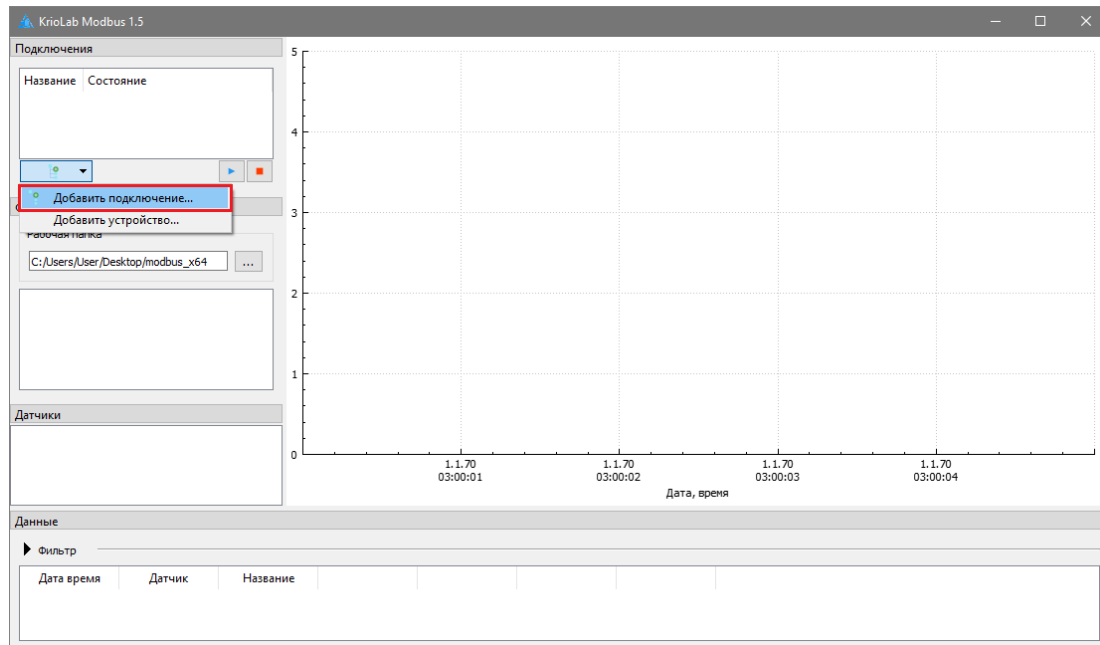 KrioLab Modbus 1.5
Подключения
Название Состояние
Добавить подключение...
Добавить устройство...
Рабочая папка
C:/Users/User/Desktop/modbus_x64 ...
Датчики
5
4
3
2
1
0
1.1.70 1.1.70 1.1.70 1.1.70
03:00:01 03:00:02 03:00:03 03:00:04
Дата, время
Данные
Фильтр
Дата время Датчик Название